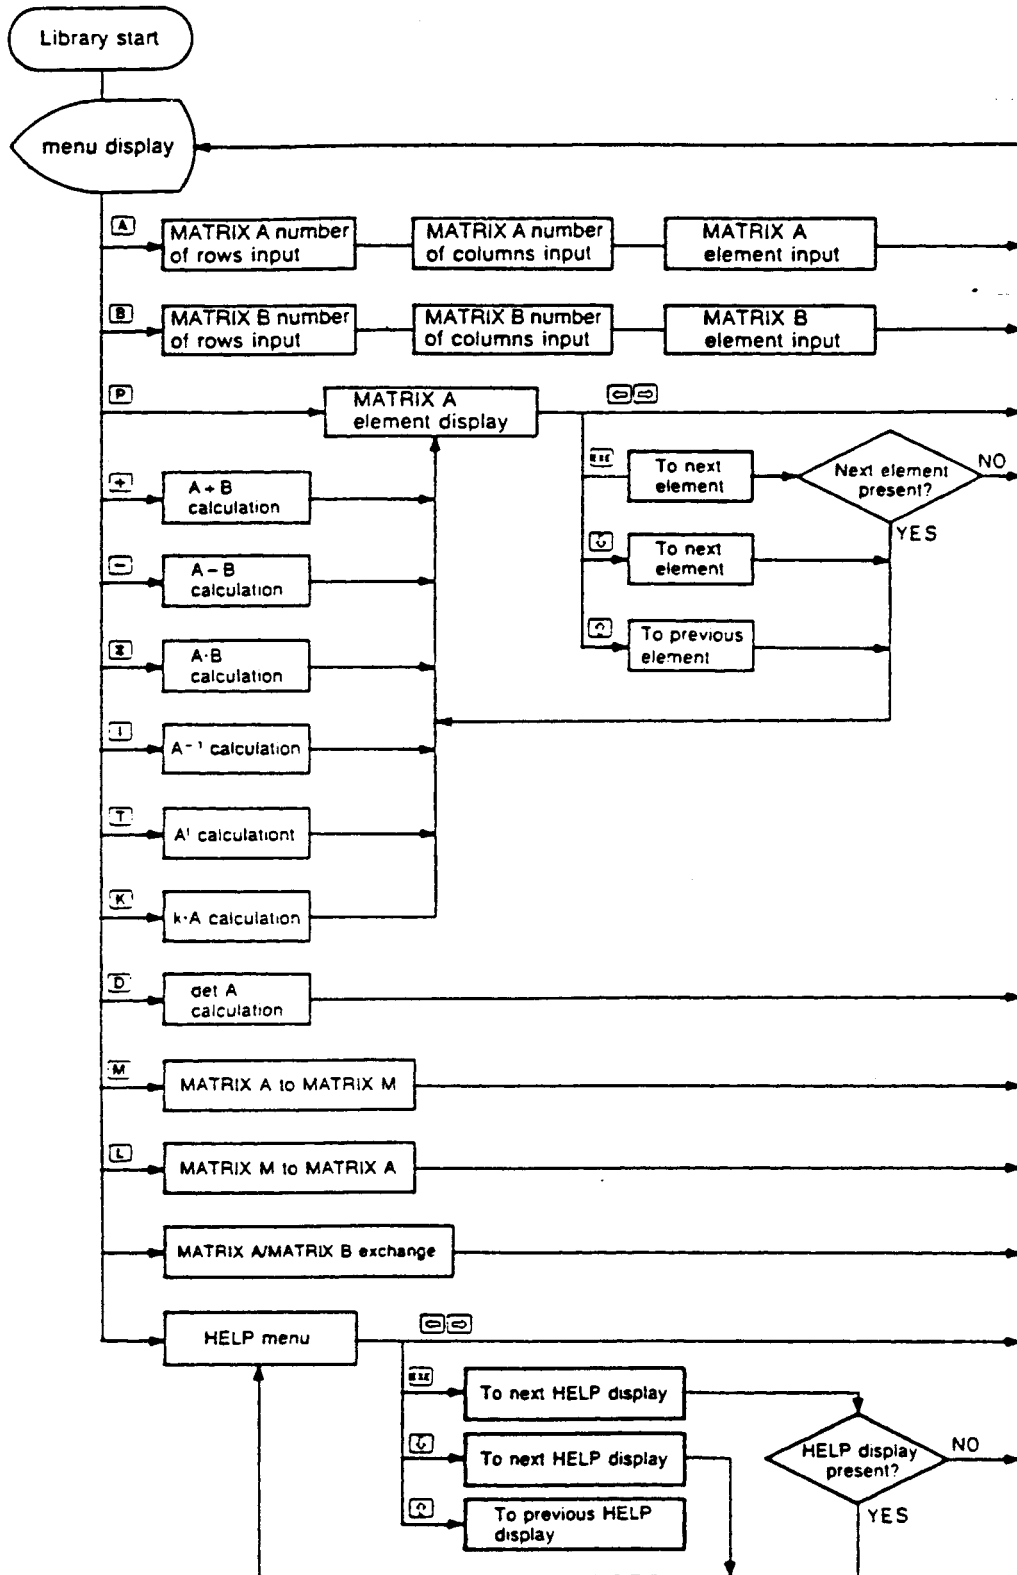 Library start
menu display
A
MATRIX A number
of rows input
MATRIX A number
of columns input
MATRIX A
element input
B
MATRIX B number
of rows input
MATRIX B number
of columns input
MATRIX B
element input
P
MATRIX A
element display
⇦ ⇨
EXE
To next
element
Next element
present?
NO
YES
+
A + B
calculation
⇩
To next
element
−
A − B
calculation
⇧
To previous
element
A·B
calculation
I
A⁻¹ calculation
T
Aᵗ calculationt
K
k·A calculation
D
det A
calculation
M
MATRIX A to MATRIX M
L
MATRIX M to MATRIX A
MATRIX A/MATRIX B exchange
HELP menu
⇦ ⇨
EXE
To next HELP display
⇩
To next HELP display
HELP display
present?
NO
YES
⇧
To previous HELP
display